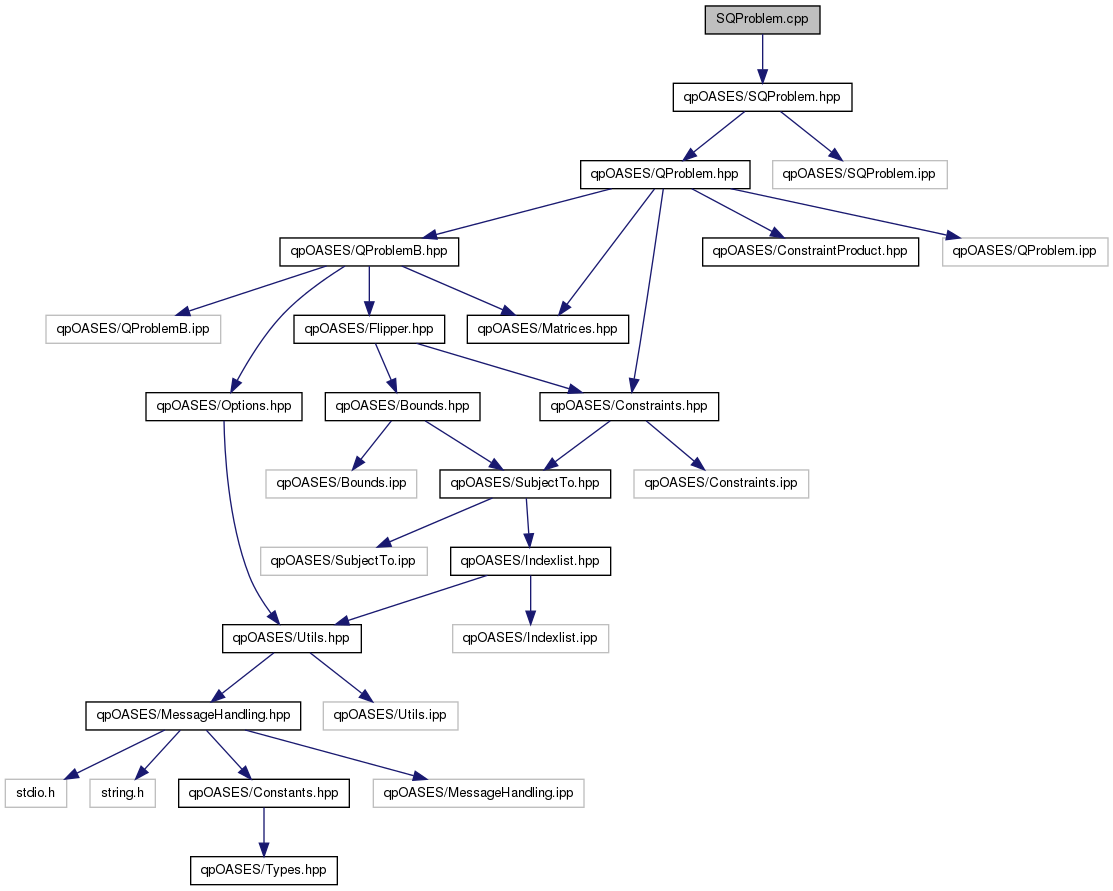 SQProblem.cpp
qpOASES/SQProblem.hpp
qpOASES/QProblem.hpp
qpOASES/SQProblem.ipp
qpOASES/QProblemB.hpp
qpOASES/ConstraintProduct.hpp
qpOASES/QProblem.ipp
qpOASES/QProblemB.ipp
qpOASES/Flipper.hpp
qpOASES/Matrices.hpp
qpOASES/Options.hpp
qpOASES/Bounds.hpp
qpOASES/Constraints.hpp
qpOASES/Bounds.ipp
qpOASES/SubjectTo.hpp
qpOASES/Constraints.ipp
qpOASES/SubjectTo.ipp
qpOASES/Indexlist.hpp
qpOASES/Utils.hpp
qpOASES/Indexlist.ipp
qpOASES/MessageHandling.hpp
qpOASES/Utils.ipp
stdio.h
string.h
qpOASES/Constants.hpp
qpOASES/MessageHandling.ipp
qpOASES/Types.hpp